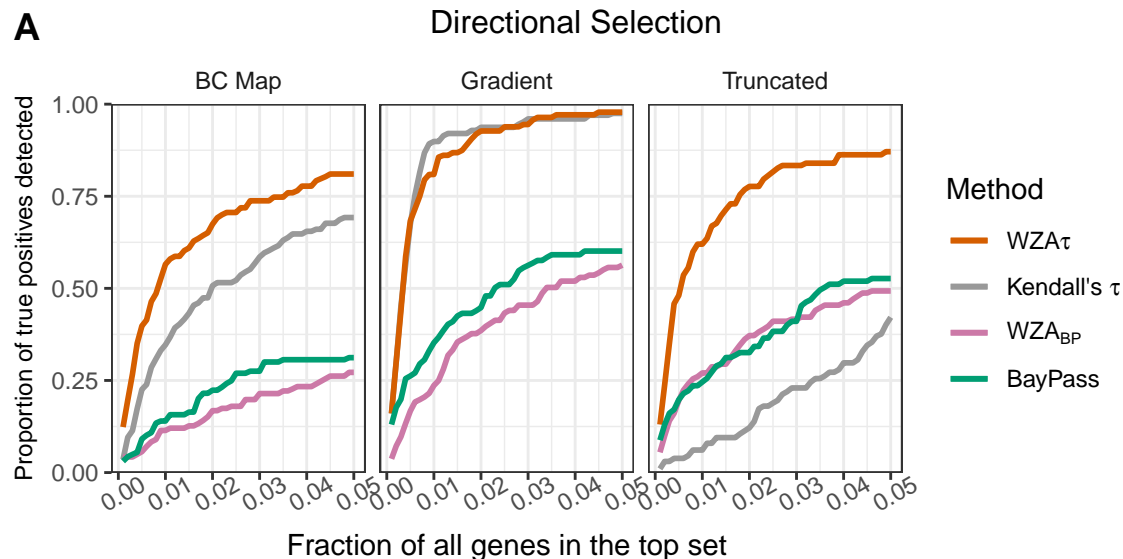 A
Directional Selection
BC Map
Gradient
Truncated
Proportion of true positives detected
1.00
0.75
0.50
0.25
0.00
0.00 0.01 0.02 0.03 0.04 0.05
0.00 0.01 0.02 0.03 0.04 0.05
0.00 0.01 0.02 0.03 0.04 0.05
Fraction of all genes in the top set
Method
WZAτ
Kendall's τ
WZA_BP
BayPass